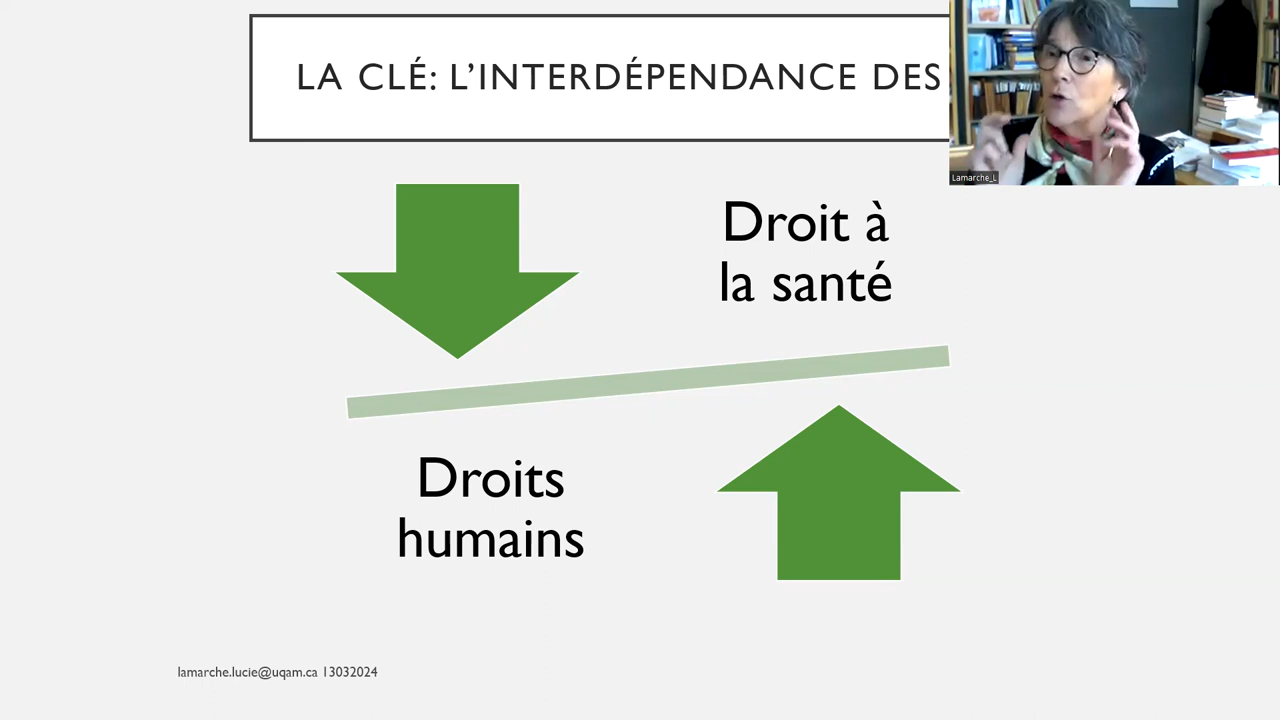 LA CLÉ: L'INTERDÉPENDANCE DES
Lamarche_L
Droit à
la santé
Droits
humains
lamarche.lucie@uqam.ca 13032024